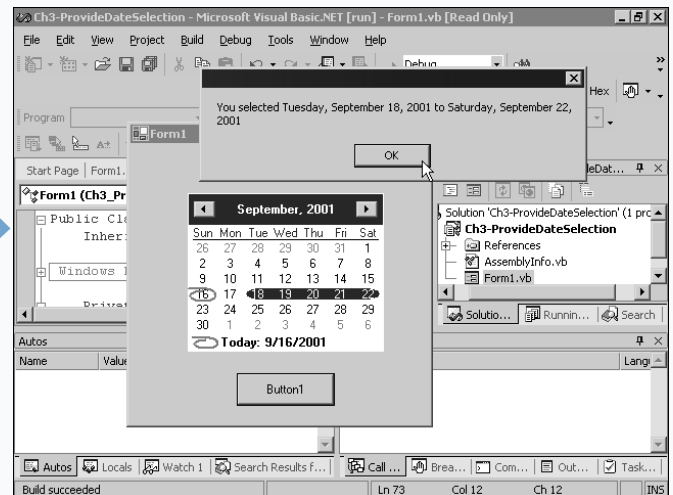 Ch3-ProvideDateSelection - Microsoft Visual Basic.NET [run] - Form1.vb [Read Only]
File Edit View Project Build Debug Tools Window Help
Debug
Hex
You selected Tuesday, September 18, 2001 to Saturday, September 22,
2001
OK
Program
Form1
Start Page Form1.
Form1 (Ch3_Pr
Public Cl
Inher
Windows
Solution 'Ch3-ProvideDateSelection' (1 proc
Ch3-ProvideDateSelection
References
AssemblyInfo.vb
Form1.vb
Solutio... Runnin... Search
September, 2001
Sun Mon Tue Wed Thu Fri Sat
26 27 28 29 30 31 1
2 3 4 5 6 7 8
9 10 11 12 13 14 15
16 17 18 19 20 21 22
23 24 25 26 27 28 29
30 1 2 3 4 5 6
Today: 9/16/2001
Button1
Autos
Name Value
Autos Locals Watch 1 Search Results f...
Call ... Brea... Com... Out... Task...
Build succeeded Ln 73 Col 12 Ch 12 INS